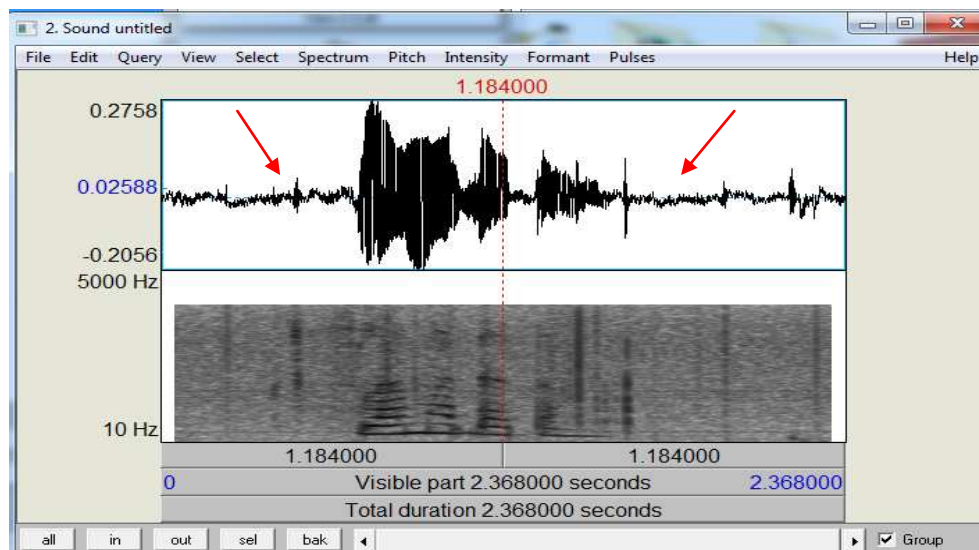 2. Sound untitled
File Edit Query View Select Spectrum Pitch Intensity Formant Pulses Help
1.184000
0.2758
0.02588
-0.2056
5000 Hz
10 Hz
1.184000 1.184000
0 Visible part 2.368000 seconds 2.368000
Total duration 2.368000 seconds
all in out sel bak Group